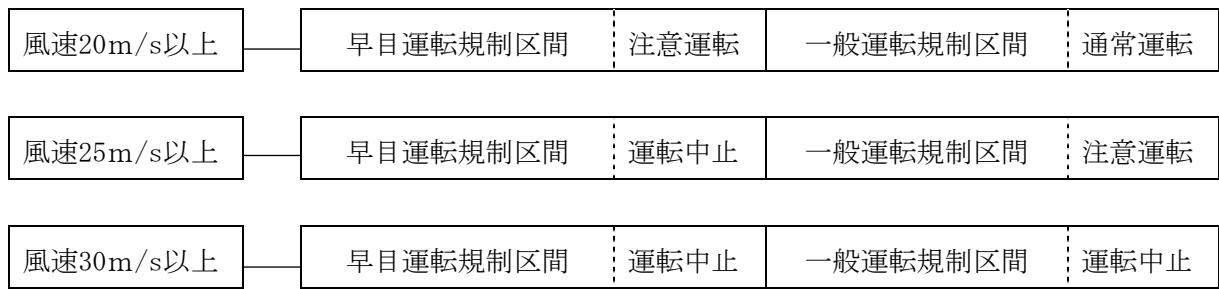 風速20m/s以上 早目運転規制区間 注意運転 一般運転規制区間 通常運転
風速25m/s以上 早目運転規制区間 運転中止 一般運転規制区間 注意運転
風速30m/s以上 早目運転規制区間 運転中止 一般運転規制区間 運転中止